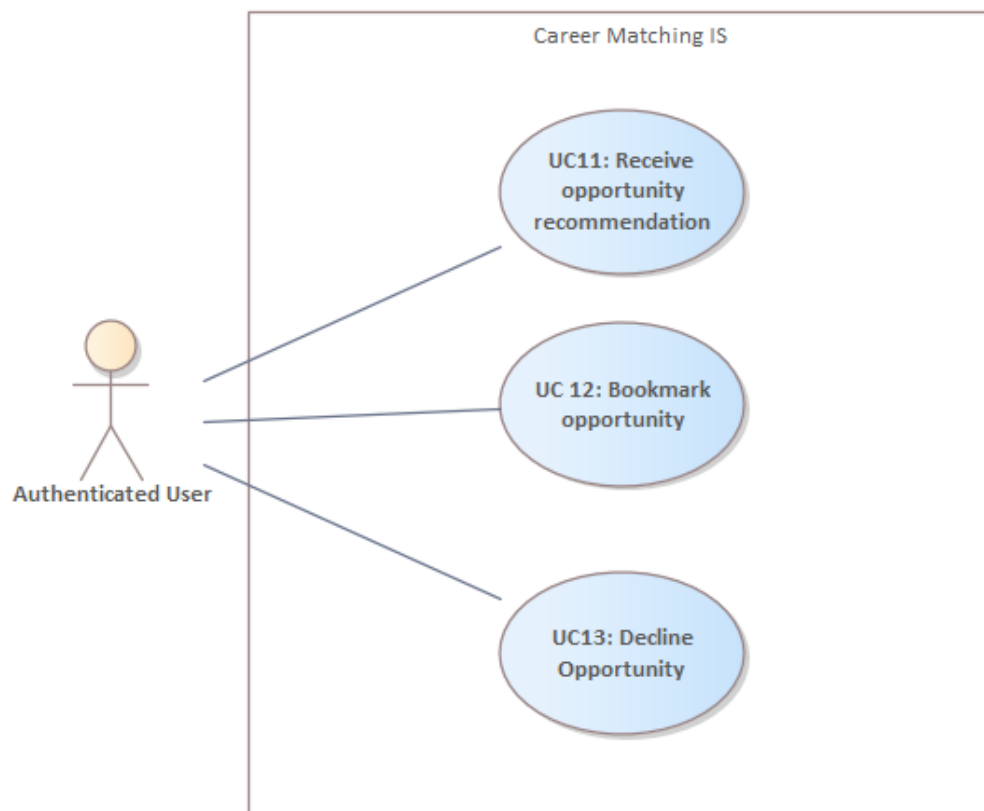 Career Matching IS
UC11: Receive
opportunity
recommendation
UC 12: Bookmark
opportunity
Authenticated User
UC13: Decline
Opportunity